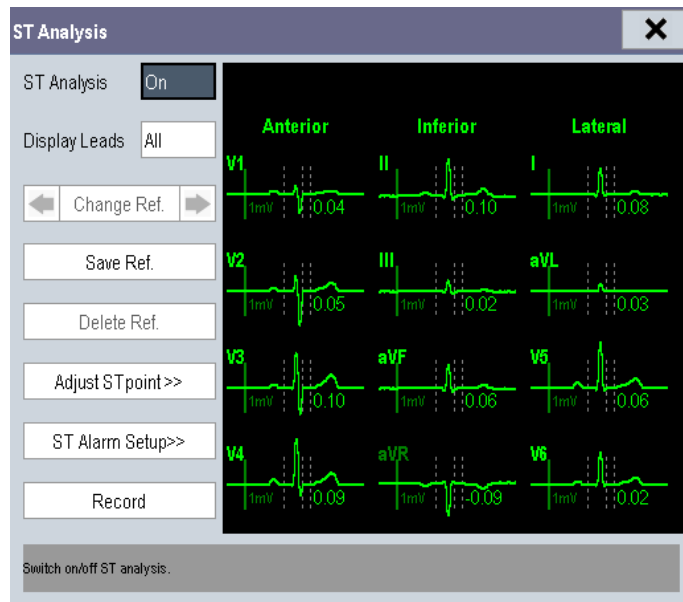 ST Analysis
ST Analysis On
Display Leads All
Change Ref.
Save Ref.
Delete Ref.
Adjust STpoint >>
ST Alarm Setup>>
Record
Anterior Inferior Lateral
V1 II I
1mV 0.04 1mV 0.10 1mV 0.08
V2 III aVL
1mV 0.05 1mV 0.02 1mV 0.03
V3 aVF V5
1mV 0.10 1mV 0.06 1mV 0.06
V4 aVR V6
1mV 0.09 1mV -0.09 1mV 0.02
Switch on/off ST analysis.